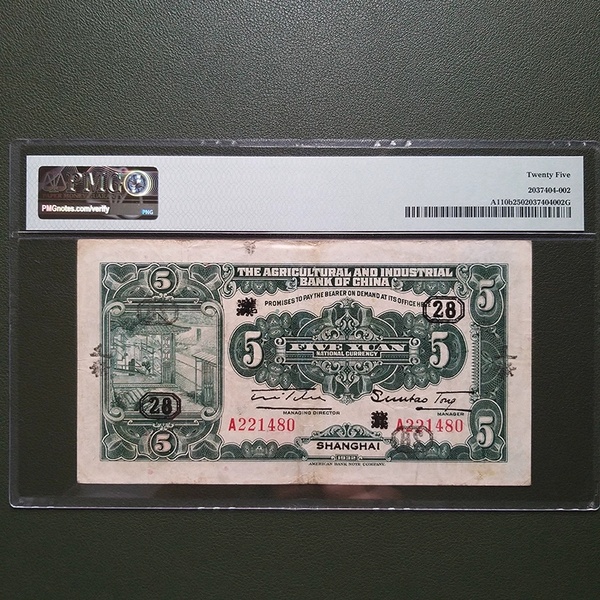 PMG
PMGnotes.com/verify
PMG
Twenty Five
2037404-002
A110b2502037404002G
5
THE AGRICULTURAL AND INDUSTRIAL
BANK OF CHINA
PROMISES TO PAY THE BEARER ON DEMAND AT ITS OFFICE
28
5
5
FIVE YUAN
5
NATIONAL CURRENCY
28
MANAGING DIRECTOR
MANAGER
A221480
A221480
5
5
SHANGHAI
1932
AMERICAN BANK NOTE COMPANY.